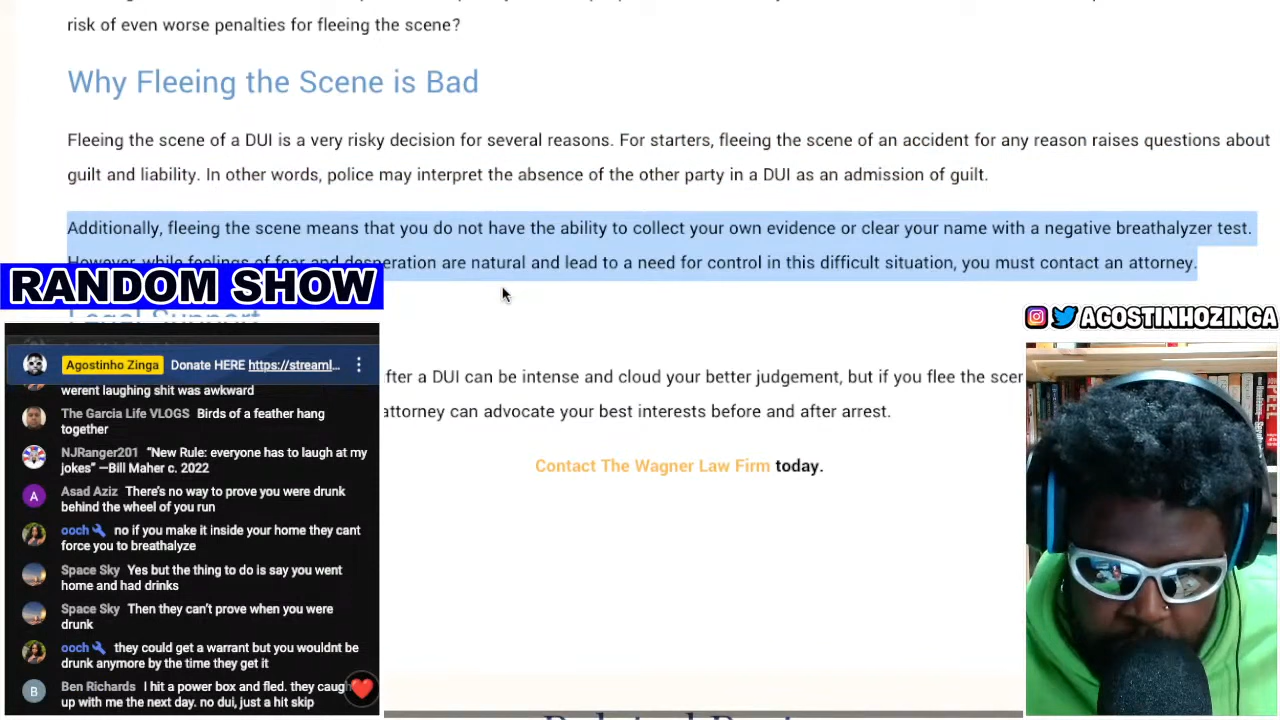 risk of even worse penalties for fleeing the scene?
Why Fleeing the Scene is Bad
Fleeing the scene of a DUI is a very risky decision for several reasons. For starters, fleeing the scene of an accident for any reason raises questions about
guilt and liability. In other words, police may interpret the absence of the other party in a DUI as an admission of guilt.
Additionally, fleeing the scene means that you do not have the ability to collect your own evidence or clear your name with a negative breathalyzer test.
However, while feelings of fear and desperation are natural and lead to a need for control in this difficult situation, you must contact an attorney.
RANDOM SHOW
Legal Support
after a DUI can be intense and cloud your better judgement, but if you flee the scen
attorney can advocate your best interests before and after arrest.
Contact The Wagner Law Firm today.
Agostinho Zinga Donate HERE https://streaml...
werent laughing shit was awkward
The Garcia Life VLOGS Birds of a feather hang
together
NJRanger201 “New Rule: everyone has to laugh at my
jokes” —Bill Maher c. 2022
A Asad Aziz There’s no way to prove you were drunk
behind the wheel of you run
ooch no if you make it inside your home they cant
force you to breathalyze
Space Sky Yes but the thing to do is say you went
home and had drinks
Space Sky Then they can’t prove when you were
drunk
ooch they could get a warrant but you wouldnt be
drunk anymore by the time they get it
B Ben Richards I hit a power box and fled. they caug
up with me the next day. no dui, just a hit skip
AGOSTINHOZINGA